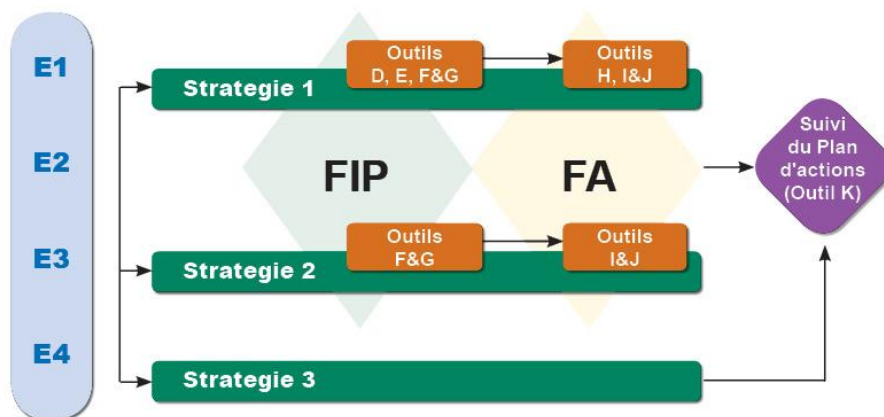 E1
E2
E3
E4
Outils
D, E, F&G
Outils
H, I&J
Strategie 1
FIP
FA
Suivi
du Plan
d'actions
(Outil K)
Outils
F&G
Outils
I&J
Strategie 2
Strategie 3